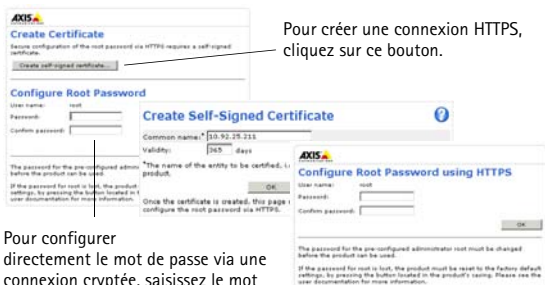 AXIS
Create Certificate
Secure configuration of the root password via HTTPS requires a self-signed
certificate.
Create self-signed certificate...
Pour créer une connexion HTTPS,
cliquez sur ce bouton.
Configure Root Password
User name: root
Password:
Confirm password:
The password for the pre-configured admin
before the product can be used.
If the password for root is lost, the product
settings, by pressing the button located in t
user documentation for more information.
Create Self-Signed Certificate
Common name:* 10.92.25.211
Validity: 365 days
*The name of the entity to be certified, i.
product.
OK
Once the certificate is created, this page
configure the root password via HTTPS.
AXIS
Configure Root Password using HTTPS
User name: root
Password:
Confirm password:
OK
The password for the pre-configured administrator root must be changed
before the product can be used.
If the password for root is lost, the product must be reset to the factory default
settings, by pressing the button located in the product's casing. Please see the
user documentation for more information.
Pour configurer
directement le mot de passe via une
connexion cryptée, saisissez le mot